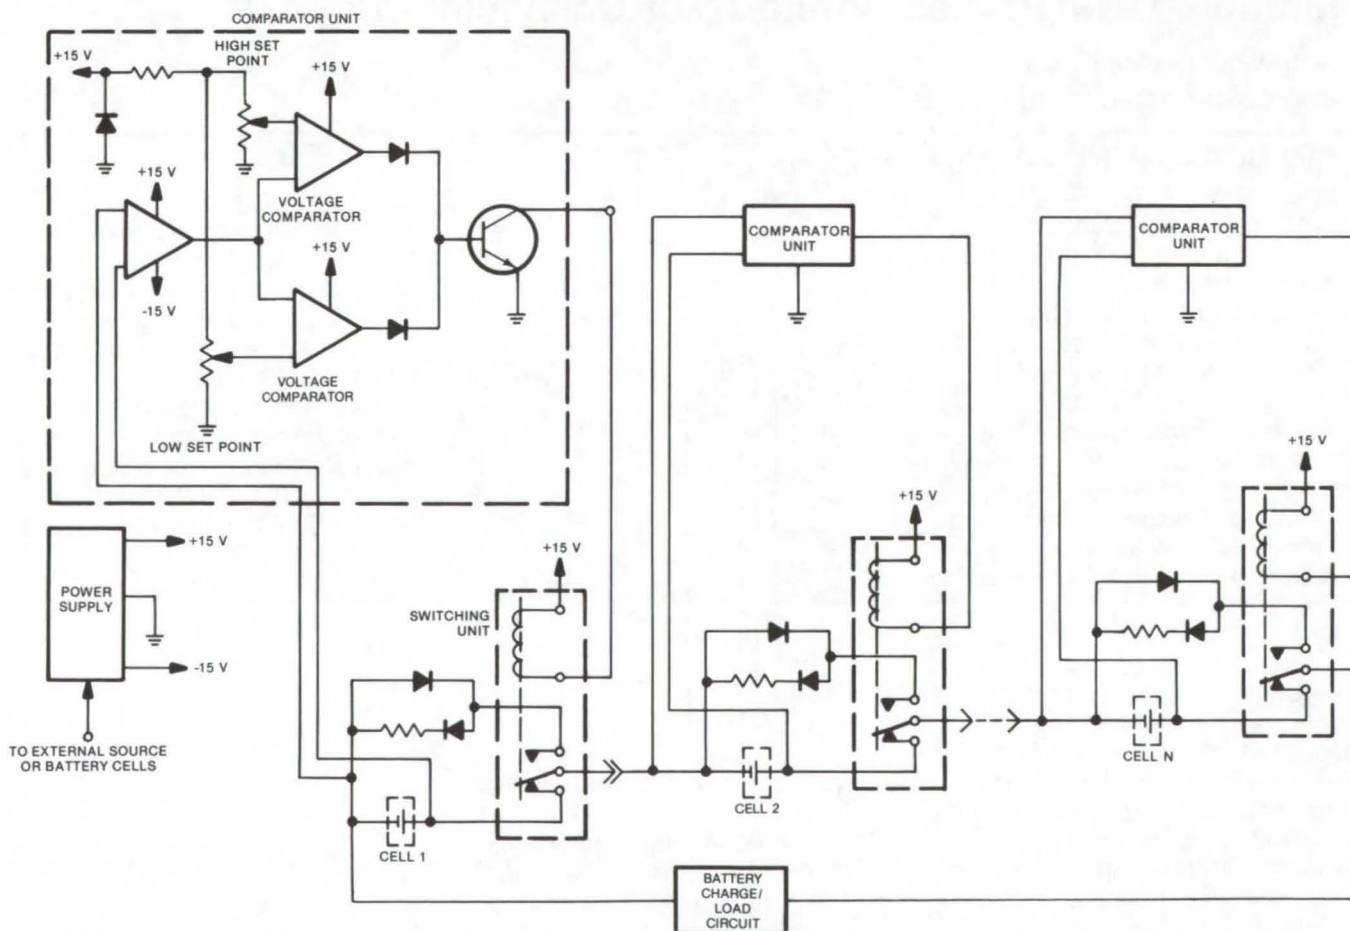 COMPARATOR UNIT
+15 V
HIGH SET
POINT
+15 V
+15 V
VOLTAGE
COMPARATOR
+15 V
-15 V
VOLTAGE
COMPARATOR
LOW SET POINT
COMPARATOR
UNIT
COMPARATOR
UNIT
+15 V
+15 V
+15 V
POWER
SUPPLY
+15 V
-15 V
TO EXTERNAL SOURCE
OR BATTERY CELLS
SWITCHING
UNIT
CELL 1
CELL 2
CELL N
BATTERY
CHARGE/
LOAD
CIRCUIT